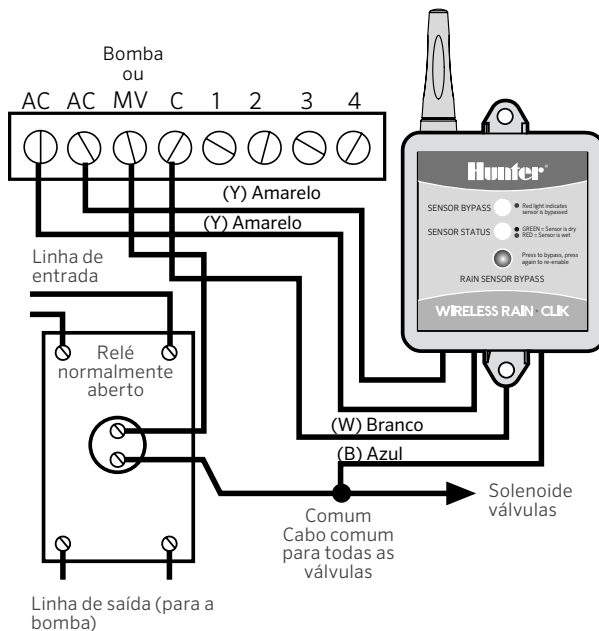 Bomba
ou
AC AC MV C 1 2 3 4
Hunter®
(Y) Amarelo
(Y) Amarelo
SENSOR BYPASS
Red light indicates
sensor is bypassed
SENSOR STATUS
GREEN = Sensor is dry
RED = Sensor is wet
Press to bypass, press
again to re-enable
RAIN SENSOR BYPASS
WIRELESS RAIN·CLIK
Linha de
entrada
Relé
normalmente
aberto
(W) Branco
(B) Azul
Solenoide
válvulas
Comum
Cabo comum
para todas as
válvulas
Linha de saída (para a
bomba)